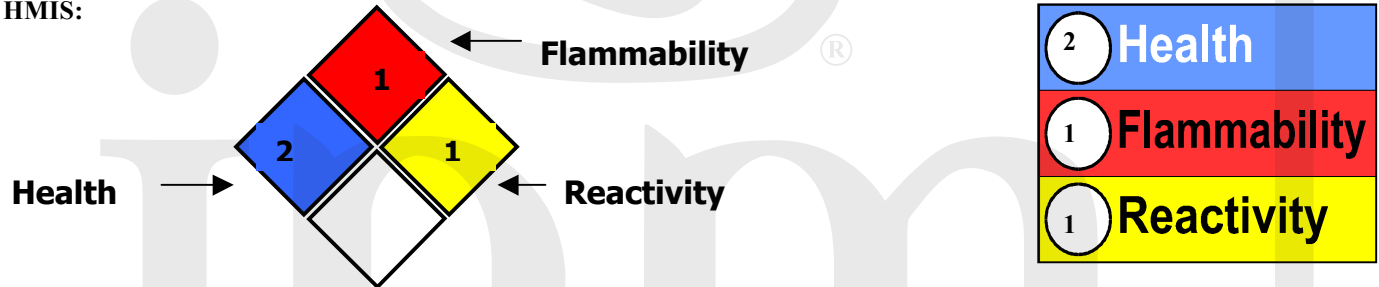 HMIS:
Flammability
1
2
1
Health
Reactivity
®
2 Health
1 Flammability
1 Reactivity